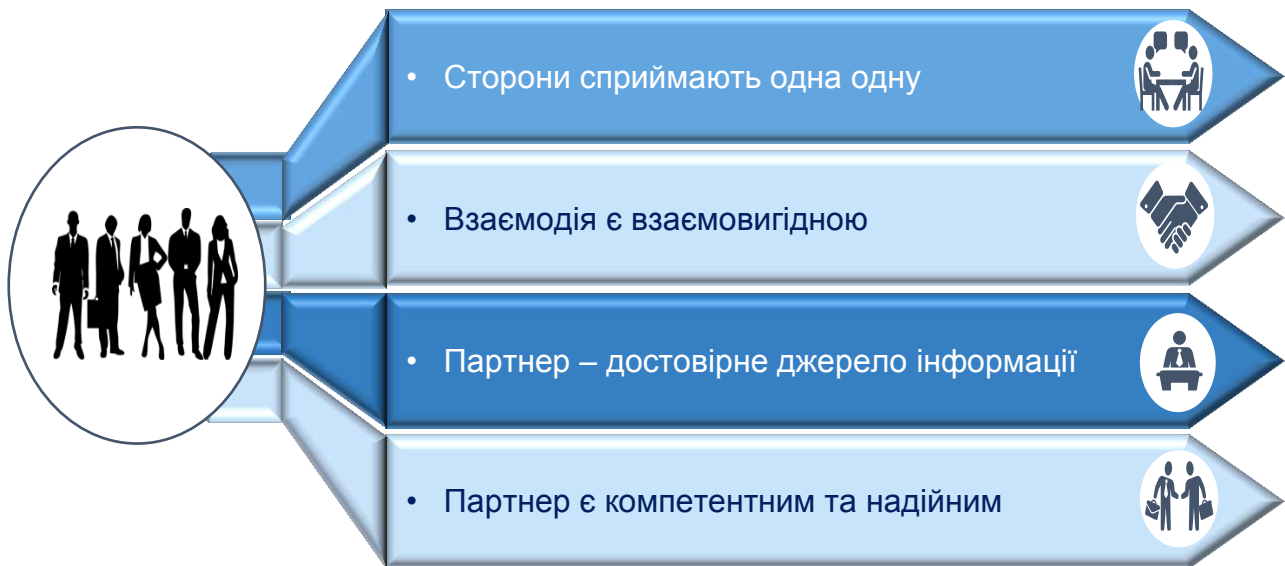 • Сторони сприймають одна одну
• Взаємодія є взаємовигідною
• Партнер – достовірне джерело інформації
• Партнер є компетентним та надійним